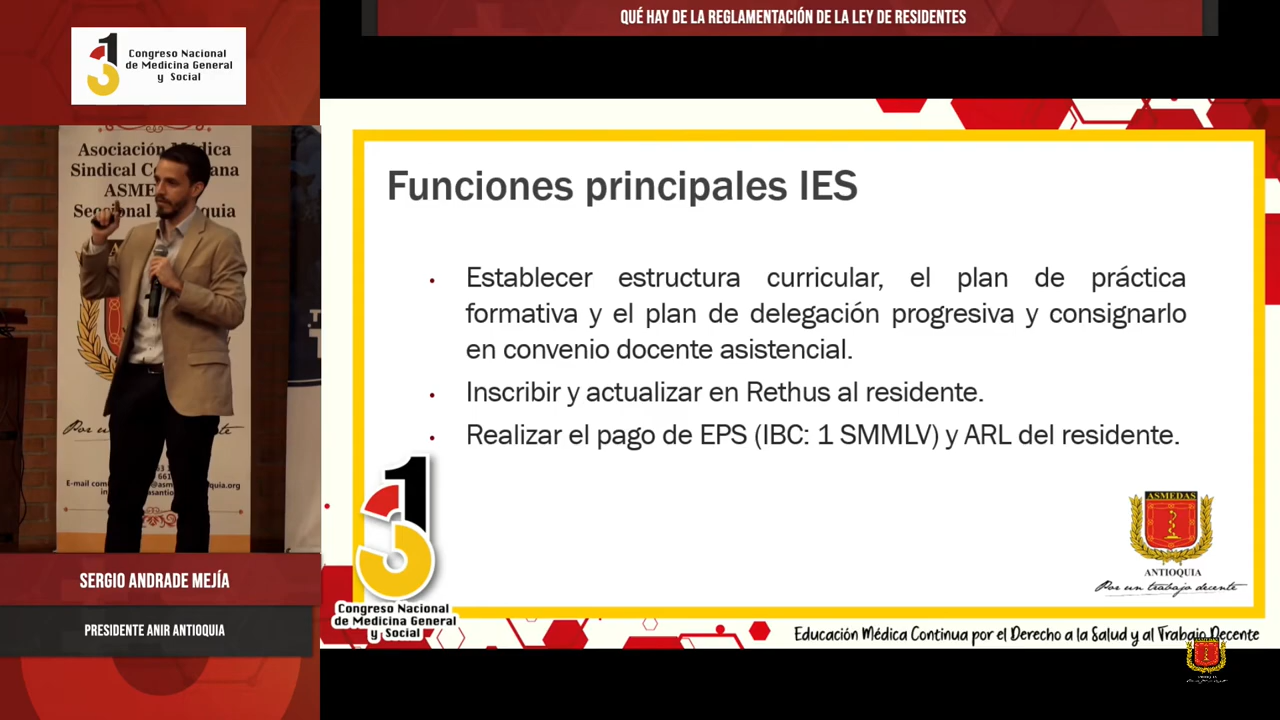 QUÉ HAY DE LA REGLAMENTACIÓN DE LA LEY DE RESIDENTES
Congreso Nacional
de Medicina General
y Social
Asociación Médica
Sindical
ASME
Seccional
Funciones principales IES
• Establecer estructura curricular, el plan de práctica
formativa y el plan de delegación progresiva y consignarlo
en convenio docente asistencial.
• Inscribir y actualizar en Rethus al residente.
• Realizar el pago de EPS (IBC: 1 SMMLV) y ARL del residente.
ASMEDAS
ANTIOQUIA
Por un trabajo decente
13
Congreso Nacional
de Medicina General
y Social
Educación Médica Continua por el Derecho a la Salud y al Trabajo Decente
SERGIO ANDRADE MEJÍA
PRESIDENTE ANIR ANTIOQUIA